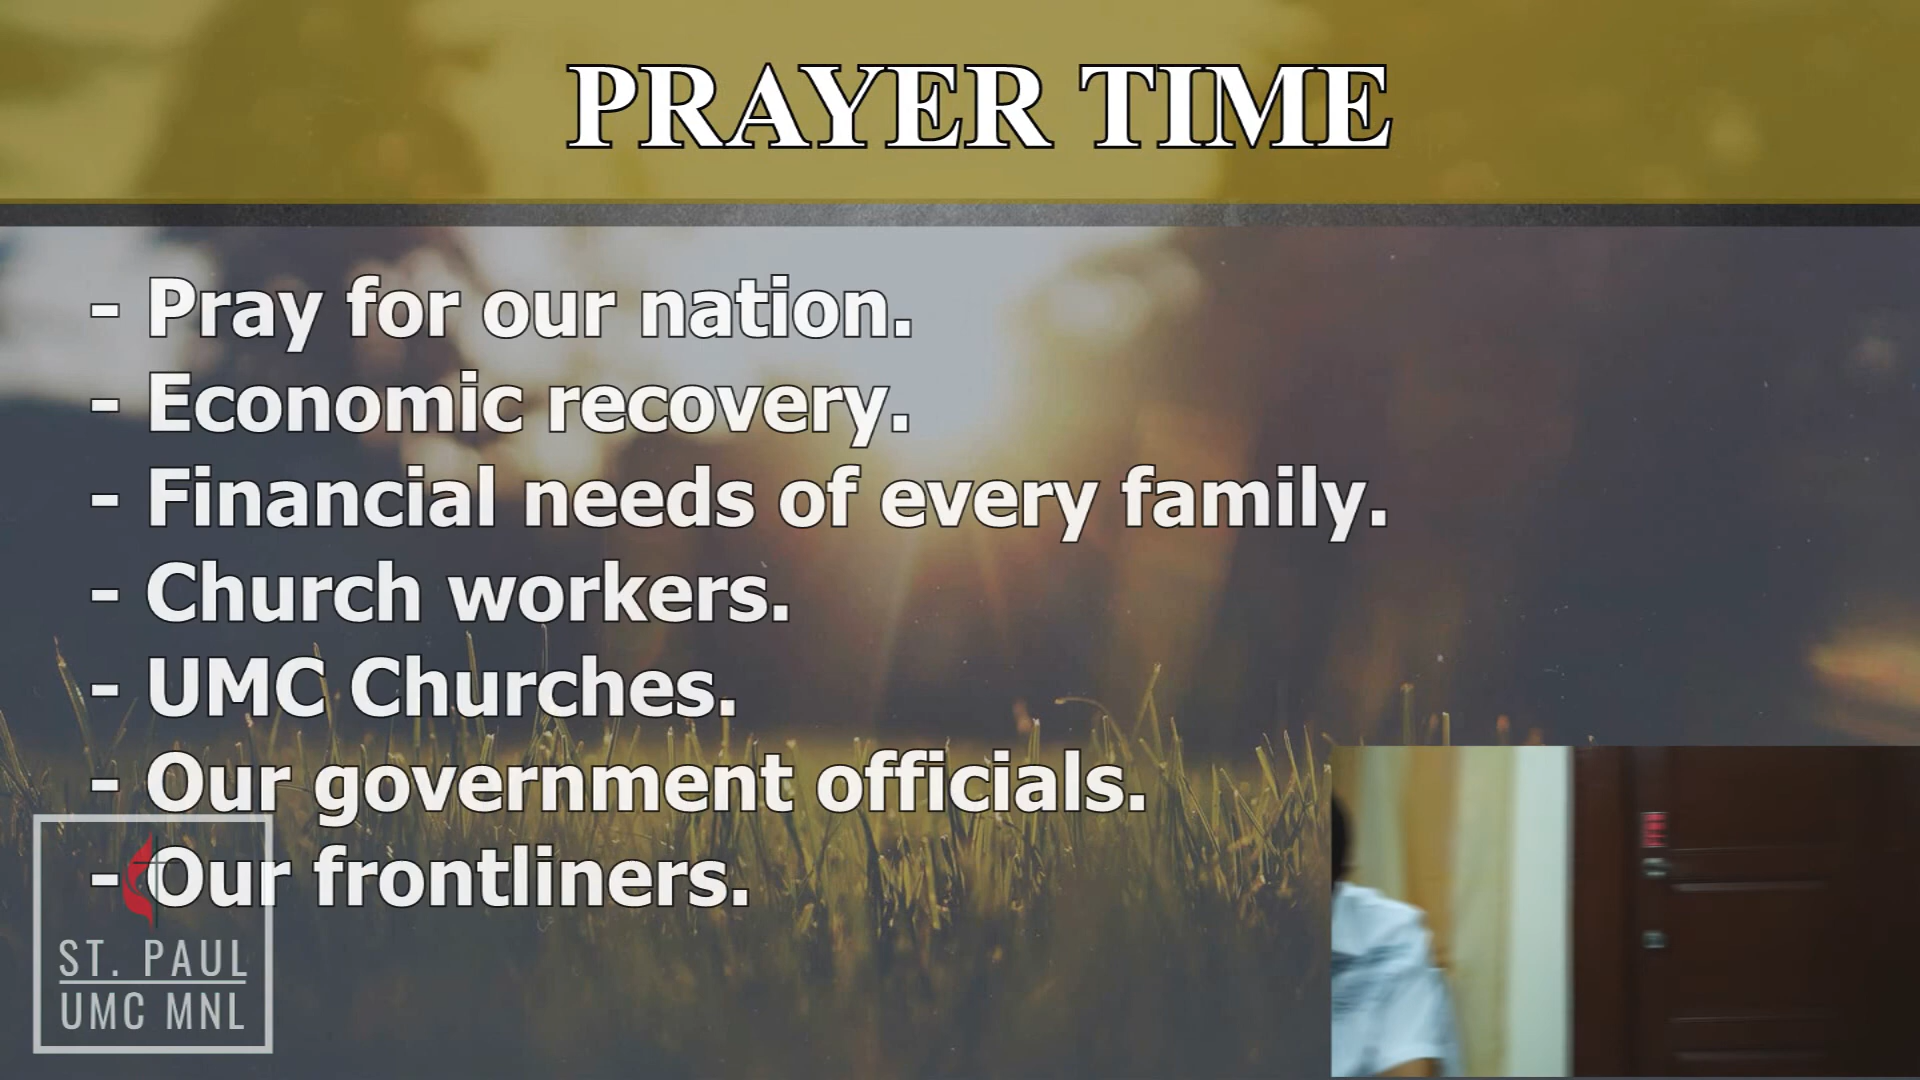 PRAYER TIME
- Pray for our nation.
- Economic recovery.
- Financial needs of every family.
- Church workers.
- UMC Churches.
- Our government officials.
- Our frontliners.
ST. PAUL
UMC MNL